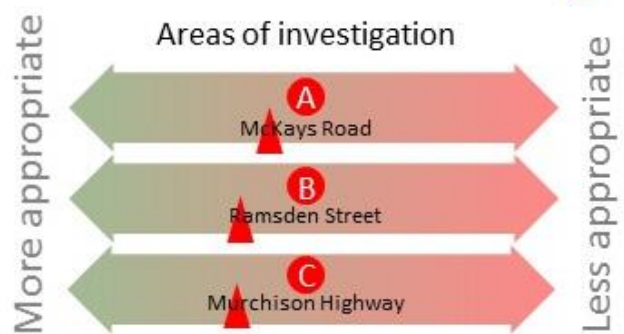 Areas of investigation
More appropriate
A
McKays Road
B
Ramsden Street
C
Murchison Highway
Less appropriate